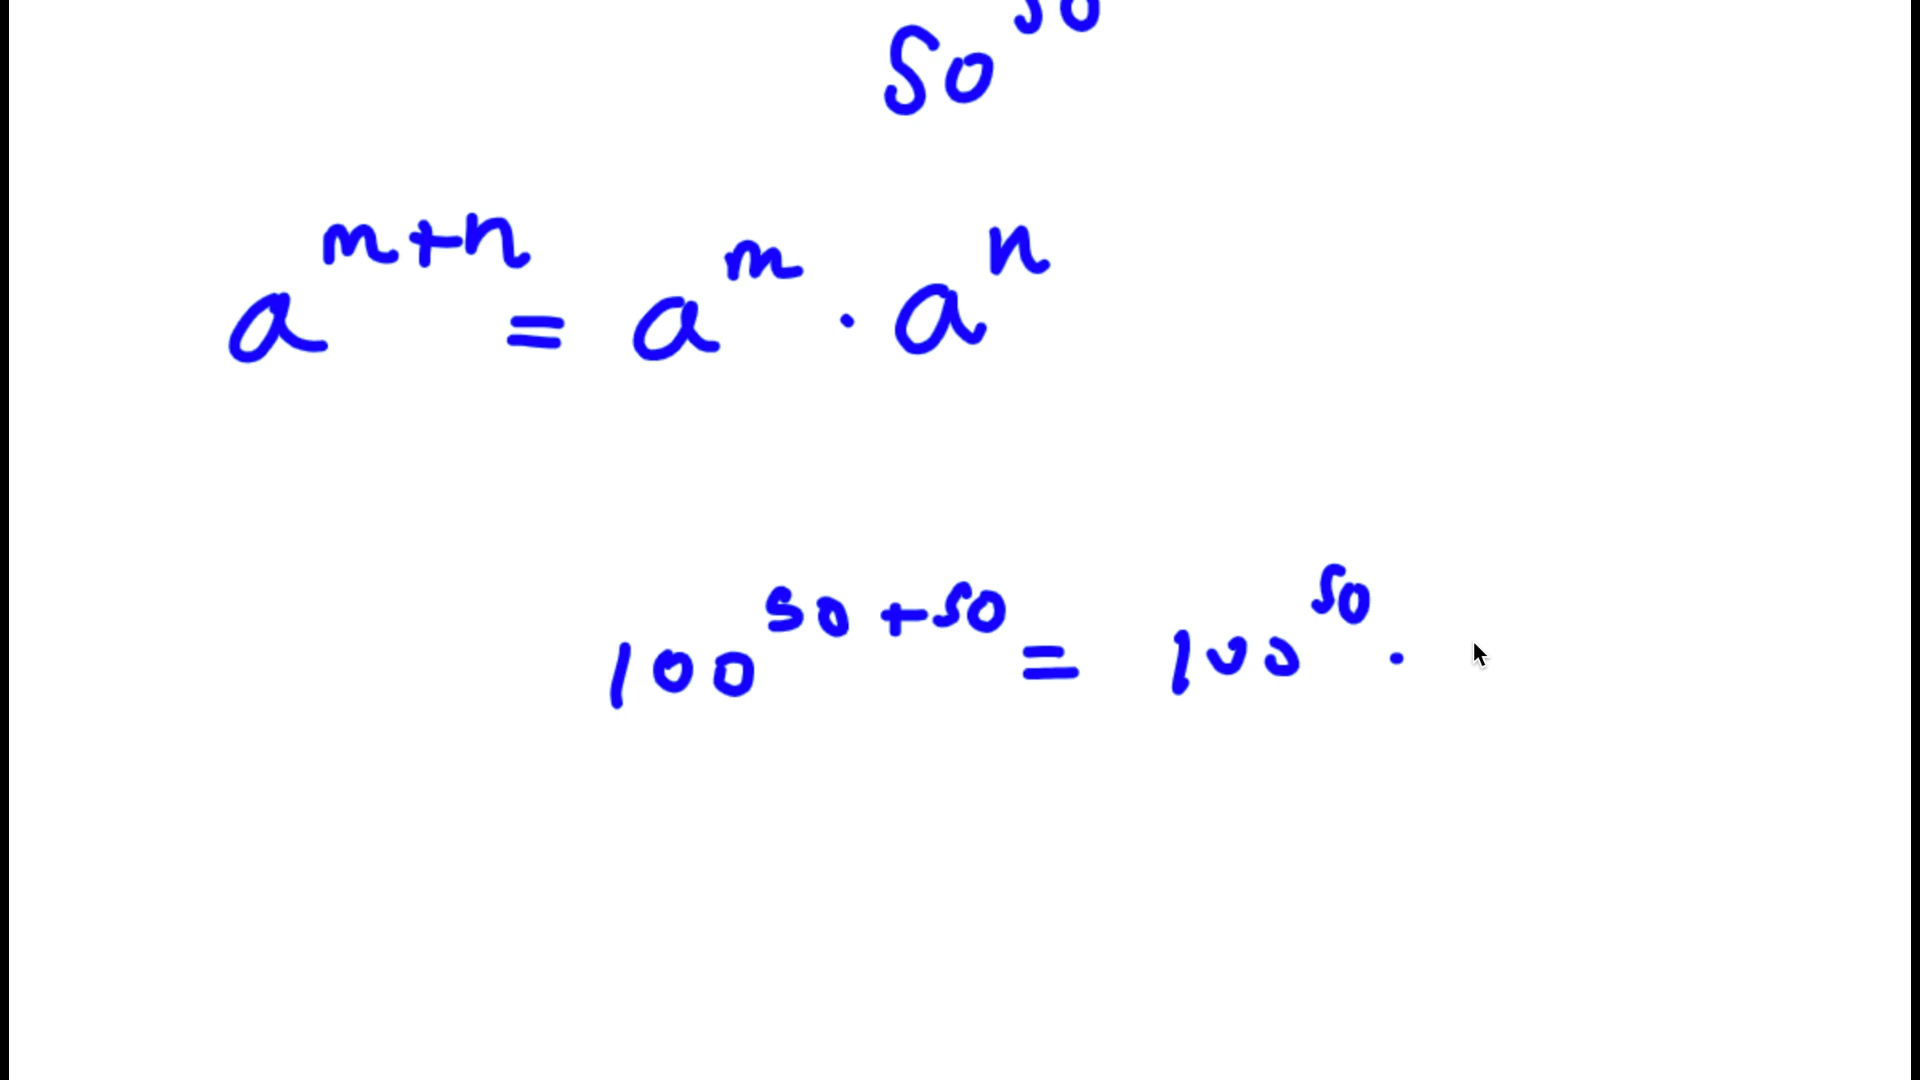 50^50
a^{m+n} = a^m · a^n
100^{50+50} = 100^{50} ·